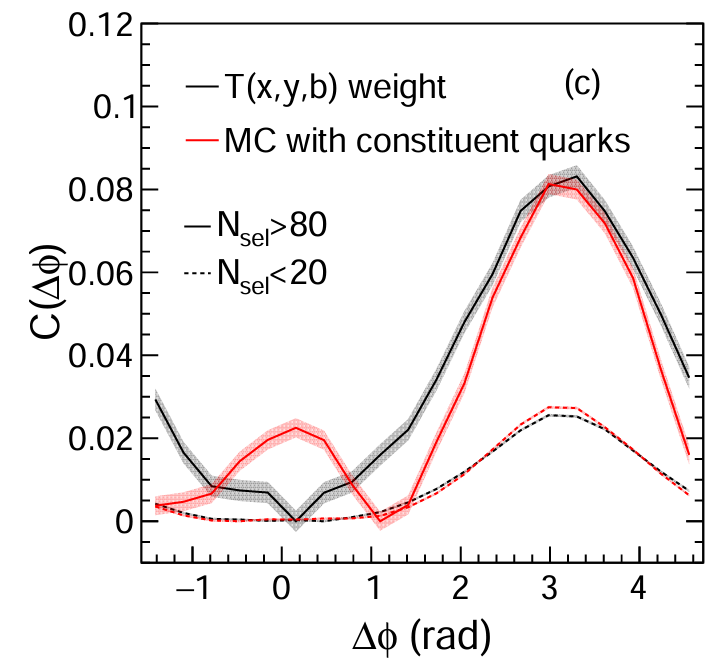 0.12
0.1
0.08
0.06
0.04
0.02
0
C(Δϕ)
T(x,y,b) weight
(c)
MC with constituent quarks
N_sel>80
N_sel<20
−1 0 1 2 3 4
Δϕ (rad)